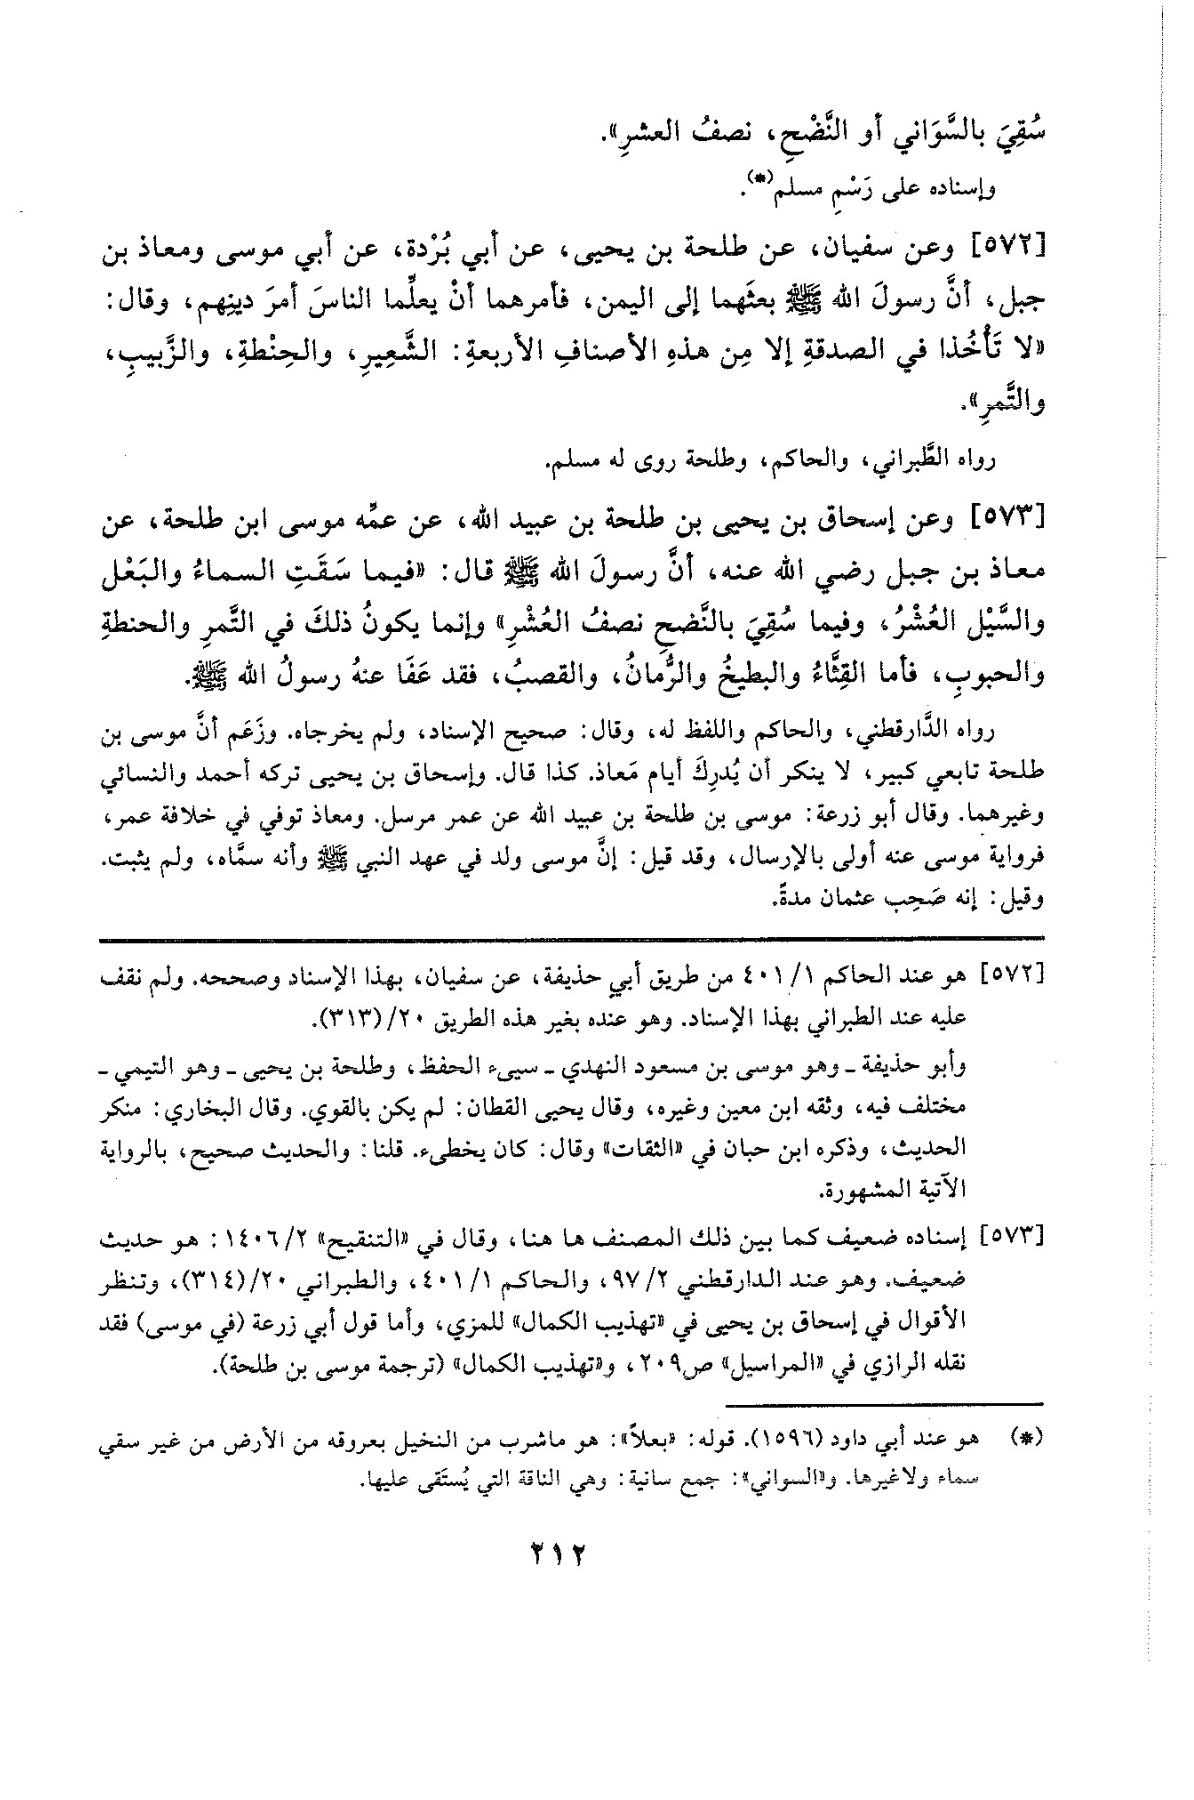 سُقِيَ بالسَّوَاني أو النَّضْحِ، نصفُ العشرِ».
وإسناده على رَسْمِ مسلم(*).
[٥٧٢] وعن سفيان، عن طلحة بن يحيى، عن أبي بُرْدة، عن أبي موسى ومعاذ بن
جبل، أنَّ رسولَ الله ﷺ بعثَهما إلى اليمن، فأمرهما أنْ يعلِّما الناسَ أمرَ دينِهم، وقال:
«لا تَأْخُذا في الصدقةِ إلا مِن هذهِ الأصنافِ الأربعةِ: الشَّعِيرِ، والحِنْطةِ، والزَّبيبِ،
والتَّمرِ».
رواه الطَّبراني، والحاكم، وطلحة روى له مسلم.
[٥٧٣] وعن إسحاق بن يحيى بن طلحة بن عبيد الله، عن عمِّه موسى ابن طلحة، عن
معاذ بن جبل رضي الله عنه، أنَّ رسولَ الله ﷺ قال: «فيما سَقَتِ السماءُ والبَعْل
والسَّيْل العُشْرُ، وفيما سُقِيَ بالنَّضحِ نصفُ العُشْرِ» وإنما يكونُ ذلكَ في التَّمرِ والحنطةِ
والحبوبِ، فأما القِثَّاءُ والبطيخُ والرُّمانُ، والقصبُ، فقد عَفَا عنهُ رسولُ الله ﷺ.
رواه الدَّارقطني، والحاكم واللفظ له، وقال: صحيح الإسناد، ولم يخرجاه. وزَعَم أنَّ موسى بن
طلحة تابعي كبير، لا ينكر أن يُدرِكَ أيام مَعاذ. كذا قال. وإسحاق بن يحيى تركه أحمد والنسائي
وغيرهما. وقال أبو زرعة: موسى بن طلحة بن عبيد الله عن عمر مرسل. ومعاذ توفي في خلافة عمر،
فرواية موسى عنه أولى بالإرسال، وقد قيل: إنَّ موسى ولد في عهد النبي ﷺ وأنه سمَّاه، ولم يثبت.
وقيل: إنه صَحِب عثمان مدةً.
[٥٧٢] هو عند الحاكم ٤٠١/١ من طريق أبي حذيفة، عن سفيان، بهذا الإسناد وصححه. ولم نقف
عليه عند الطبراني بهذا الإسناد. وهو عنده بغير هذه الطريق ٢٠/(٣١٣).
وأبو حذيفة ـ وهو موسى بن مسعود النهدي ـ سيىء الحفظ، وطلحة بن يحيى ـ وهو التيمي ـ
مختلف فيه، وثقه ابن معين وغيره، وقال يحيى القطان: لم يكن بالقوي. وقال البخاري: منكر
الحديث، وذكره ابن حبان في «الثقات» وقال: كان يخطىء. قلنا: والحديث صحيح، بالرواية
الآتية المشهورة.
[٥٧٣] إسناده ضعيف كما بين ذلك المصنف ها هنا، وقال في «التنقيح» ١٤٠٦/٢: هو حديث
ضعيف. وهو عند الدارقطني ٩٧/٢، والحاكم ٤٠١/١، والطبراني ٢٠/(٣١٤)، وتنظر
الأقوال في إسحاق بن يحيى في «تهذيب الكمال» للمزي، وأما قول أبي زرعة (في موسى) فقد
نقله الرازي في «المراسيل» ص٢٠٩، و«تهذيب الكمال» (ترجمة موسى بن طلحة).
(*) هو عند أبي داود (١٥٩٦). قوله: «بعلاً»: هو ماشرب من النخيل بعروقه من الأرض من غير سقي
سماء ولاغيرها. و«السواني»: جمع سانية: وهي الناقة التي يُستَقى عليها.
٢١٢